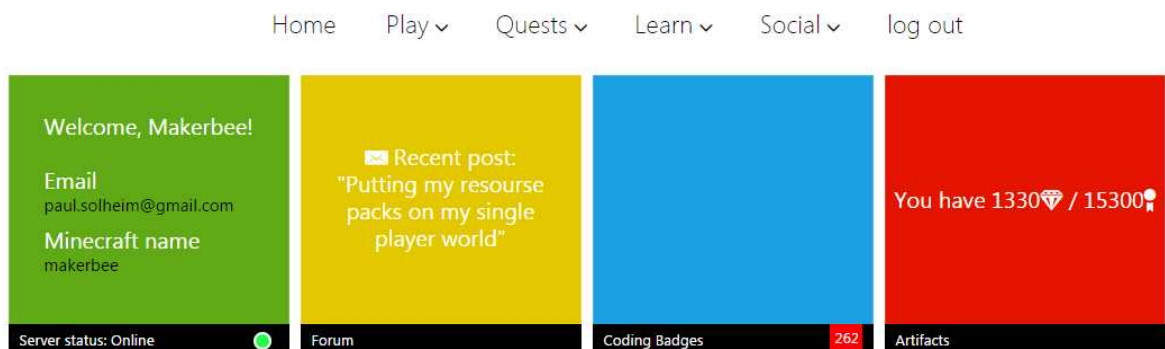 Home Play Quests Learn Social log out
Welcome, Makerbee!
Email
paul.solheim@gmail.com
Minecraft name
makerbee
Server status: Online
Recent post:
"Putting my resourse
packs on my single
player world"
Forum
Coding Badges 262
You have 1330 / 15300
Artifacts